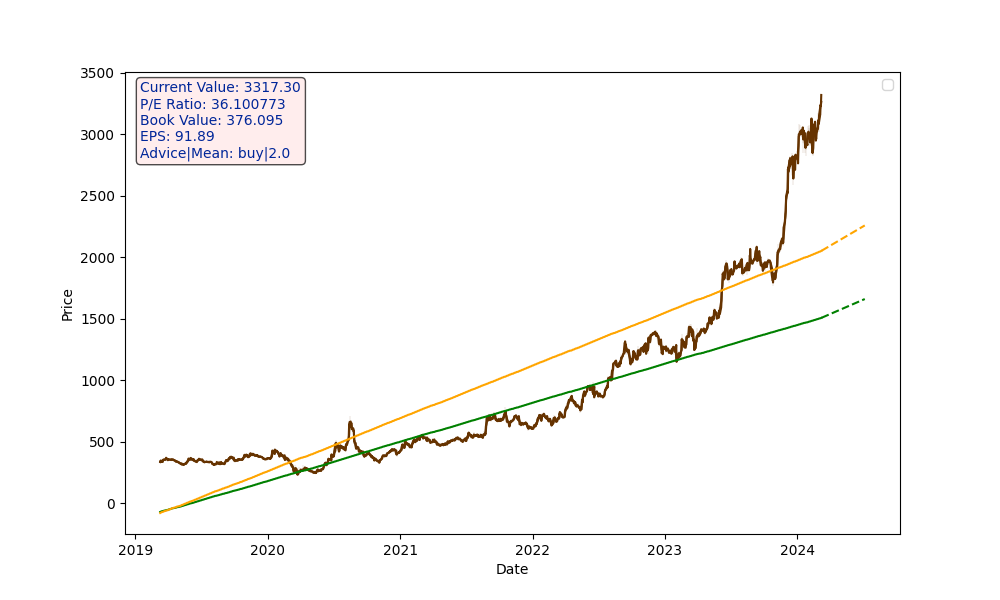 Current Value: 3317.30
P/E Ratio: 36.100773
Book Value: 376.095
EPS: 91.89
Advice|Mean: buy|2.0
3500
3000
2500
2000
1500
1000
500
0
Price
2019
2020
2021
2022
2023
2024
Date